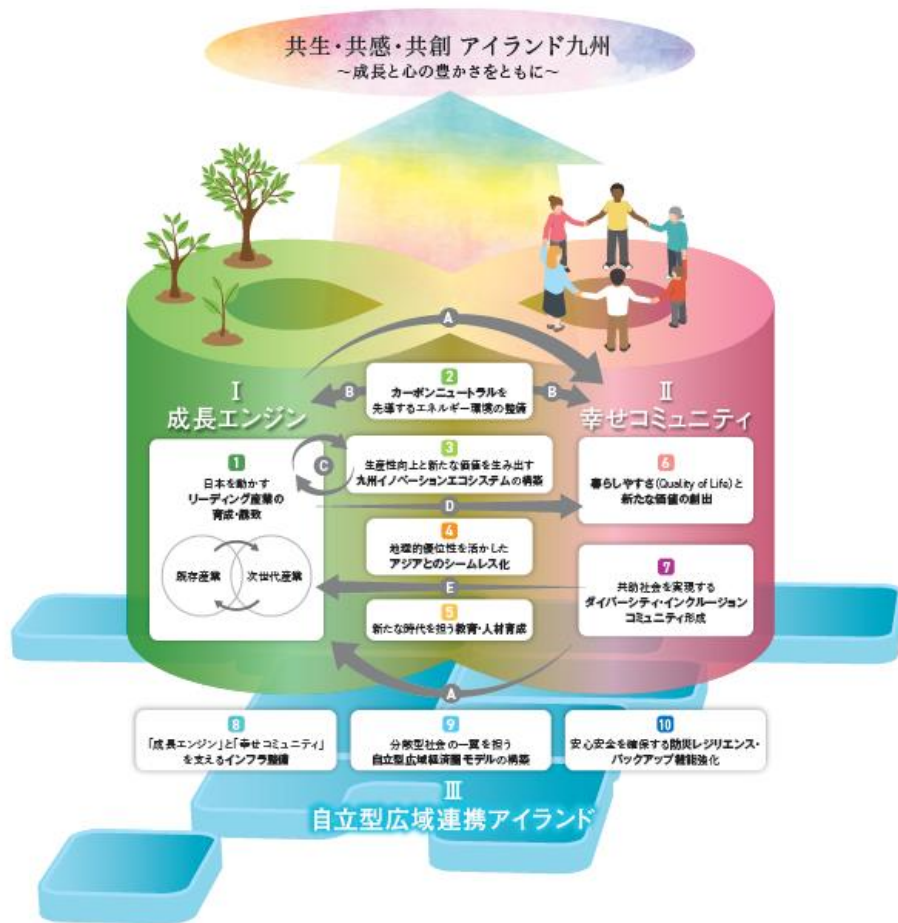 共生・共感・共創 アイランド九州
～成長と心の豊かさをともに～
A
I
成長エンジン
II
幸せコミュニティ
B
2
カーボンニュートラルを
先導するエネルギー環境の整備
B
1
日本を動かす
リーディング産業の
育成・誘致
既存産業
次世代産業
C
3
生産性向上と新たな価値を生み出す
九州イノベーションエコシステムの構築
D
4
地理的優位性を活かした
アジアとのシームレス化
E
5
新たな時代を担う教育・人材育成
6
暮らしやすさ(Quality of Life)と
新たな価値の創出
7
共助社会を実現する
ダイバーシティ・インクルージョン
コミュニティ形成
A
8
「成長エンジン」と「幸せコミュニティ」
を支えるインフラ整備
9
分散型社会の一翼を担う
自立型広域経済圏モデルの構築
10
安心安全を確保する防災レジリエンス・
バックアップ機能強化
III
自立型広域連携アイランド